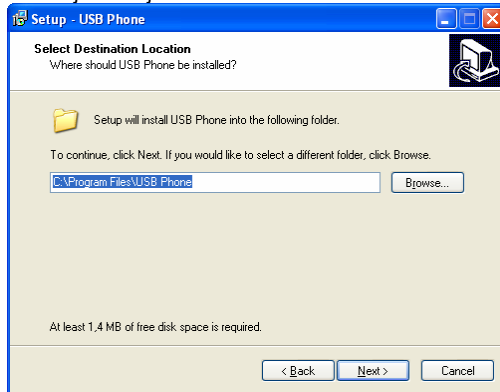 Setup - USB Phone
Select Destination Location
Where should USB Phone be installed?
Setup will install USB Phone into the following folder.
To continue, click Next. If you would like to select a different folder, click Browse.
C:\Program Files\USB Phone
Browse...
At least 1,4 MB of free disk space is required.
< Back
Next >
Cancel